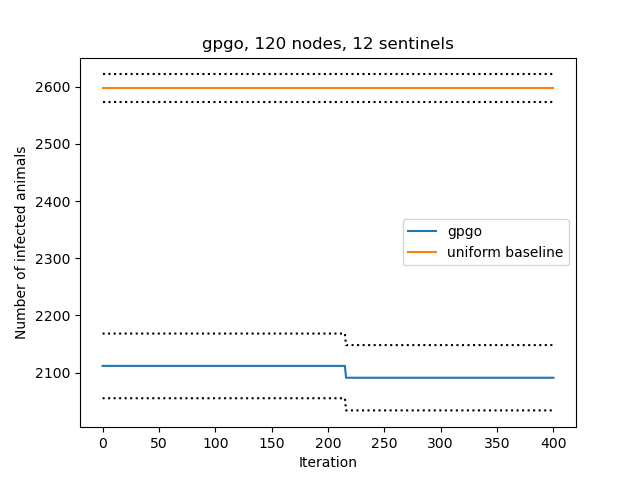 gpgo, 120 nodes, 12 sentinels
Number of infected animals
2600
2500
2400
2300
2200
2100
gpgo
uniform baseline
0 50 100 150 200 250 300 350 400
Iteration